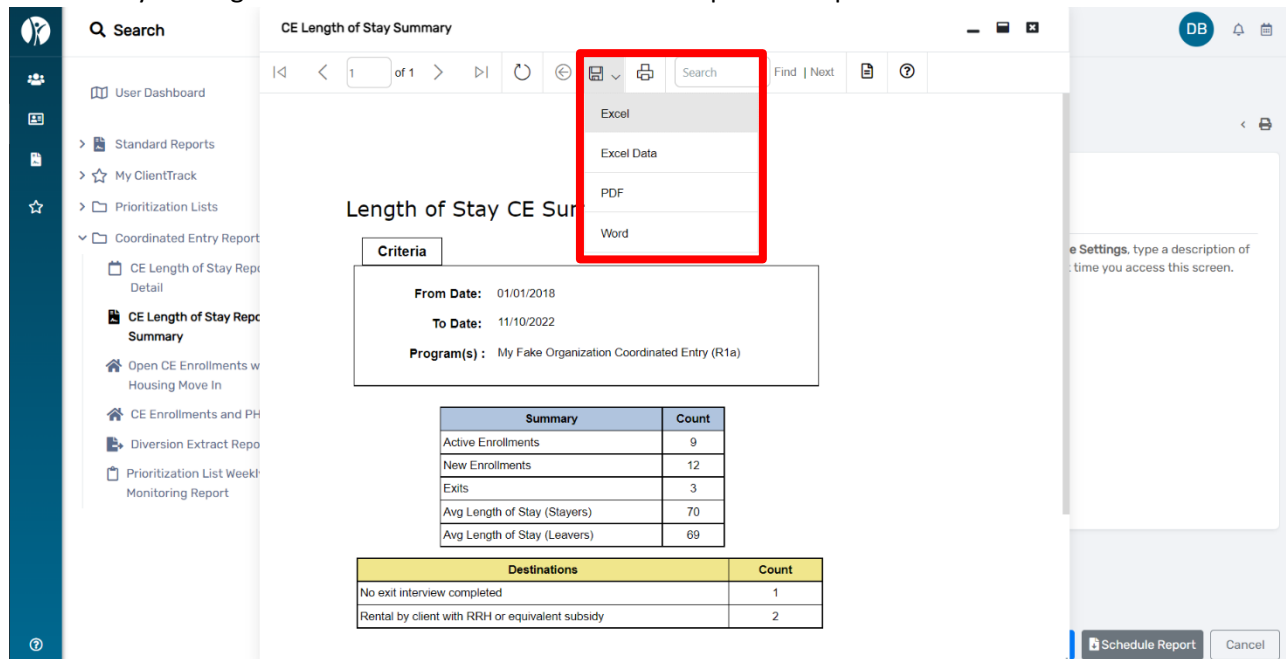 Search
CE Length of Stay Summary
DB
1 of 1
Search
Find | Next
User Dashboard
Standard Reports
My ClientTrack
Prioritization Lists
Coordinated Entry Report
CE Length of Stay Repo
Detail
CE Length of Stay Repo
Summary
Open CE Enrollments w
Housing Move In
CE Enrollments and PH
Diversion Extract Repo
Prioritization List Weekl
Monitoring Report
Excel
Excel Data
PDF
Word
Length of Stay CE Sum
Criteria
From Date: 01/01/2018
To Date: 11/10/2022
Program(s) : My Fake Organization Coordinated Entry (R1a)
Summary Count
Active Enrollments 9
New Enrollments 12
Exits 3
Avg Length of Stay (Stayers) 70
Avg Length of Stay (Leavers) 69
Destinations Count
No exit interview completed 1
Rental by client with RRH or equivalent subsidy 2
e Settings, type a description of
time you access this screen.
Schedule Report
Cancel